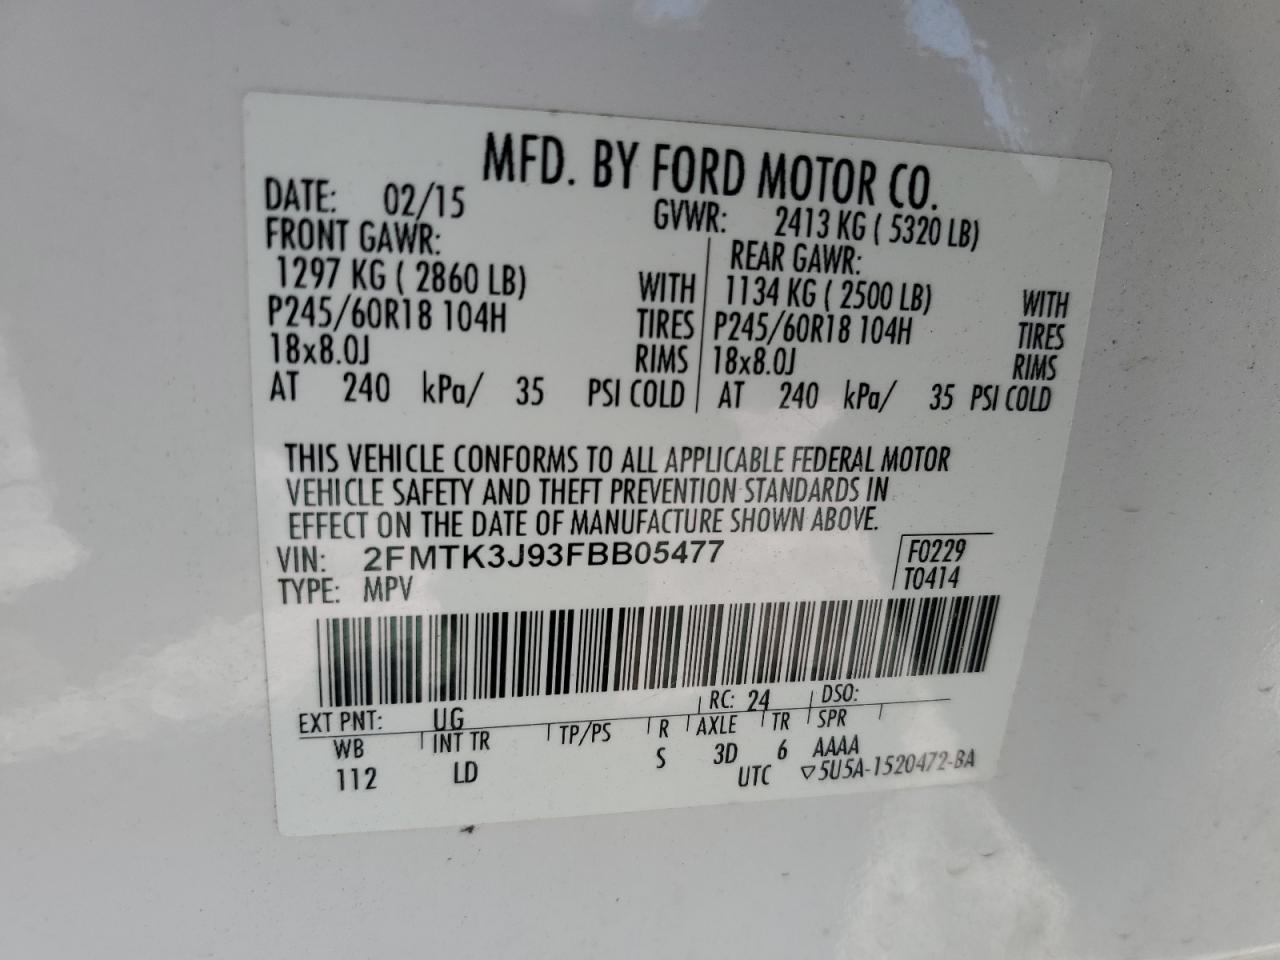 MFD. BY FORD MOTOR CO.
DATE: 02/15 GVWR: 2413 KG ( 5320 LB)
FRONT GAWR: REAR GAWR:
1297 KG ( 2860 LB) WITH 1134 KG ( 2500 LB) WITH
P245/60R18 104H TIRES P245/60R18 104H TIRES
18x8.0J RIMS 18x8.0J RIMS
AT 240 kPa/ 35 PSI COLD AT 240 kPa/ 35 PSI COLD
THIS VEHICLE CONFORMS TO ALL APPLICABLE FEDERAL MOTOR
VEHICLE SAFETY AND THEFT PREVENTION STANDARDS IN
EFFECT ON THE DATE OF MANUFACTURE SHOWN ABOVE.
VIN: 2FMTK3J93FBB05477 F0229
TYPE: MPV T0414
EXT PNT: UG RC: 24 DSO:
WB INT TR TP/PS R AXLE TR SPR
112 LD S 3D 6 AAAA
UTC ▽5U5A-1520472-BA